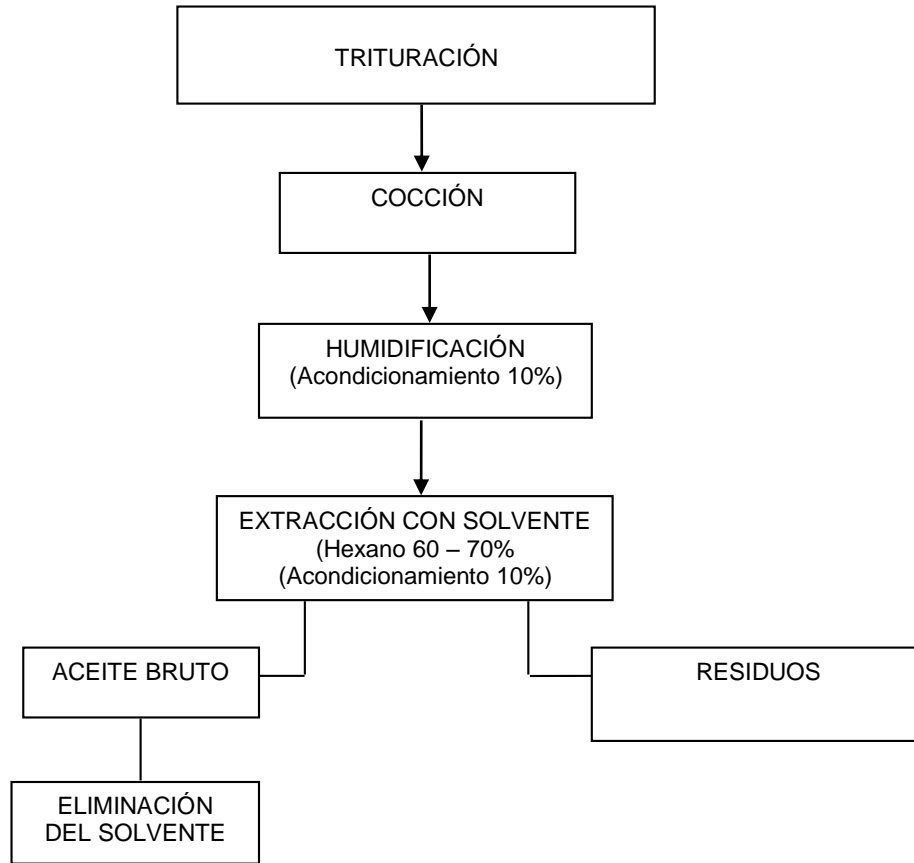 TRITURACIÓN
COCCIÓN
HUMIDIFICACIÓN
(Acondicionamiento 10%)
EXTRACCIÓN CON SOLVENTE
(Hexano 60 – 70%
(Acondicionamiento 10%)
ACEITE BRUTO
RESIDUOS
ELIMINACIÓN
DEL SOLVENTE